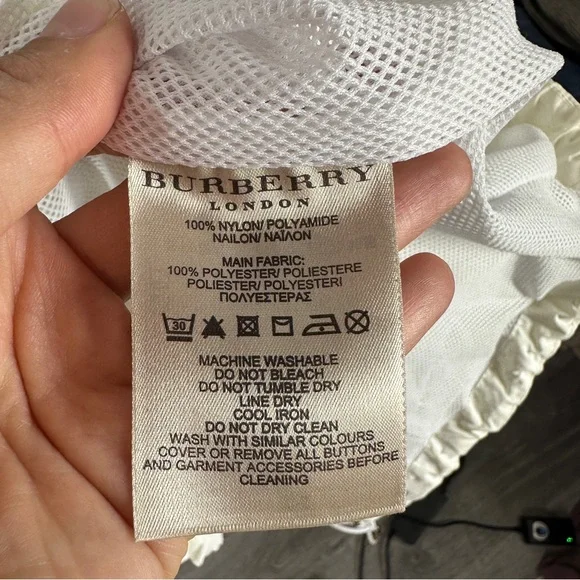 BURBERRY
LONDON
100% NYLON/ POLYAMIDE
NAILON/ ΝΑΪΛΟΝ
MAIN FABRIC:
100% POLYESTER/ POLIESTERE
POLIESTER/ POLYESTERI
ΠΟΛΥΕΣΤΕΡΑΣ
30
MACHINE WASHABLE
DO NOT BLEACH
DO NOT TUMBLE DRY
LINE DRY
COOL IRON
DO NOT DRY CLEAN
WASH WITH SIMILAR COLOURS
COVER OR REMOVE ALL BUTTONS
AND GARMENT ACCESSORIES BEFORE
CLEANING